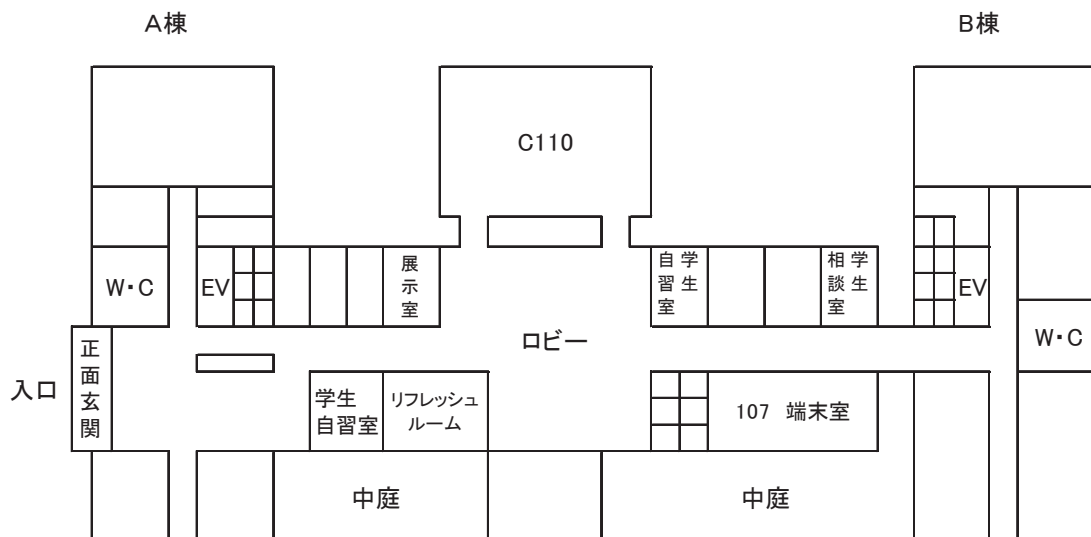 A棟
B棟
C110
W・C
EV
展示室
学生
自習室
学生
相談室
EV
W・C
正面玄関
入口
ロビー
学生
自習室
リフレッシュ
ルーム
107 端末室
中庭
中庭